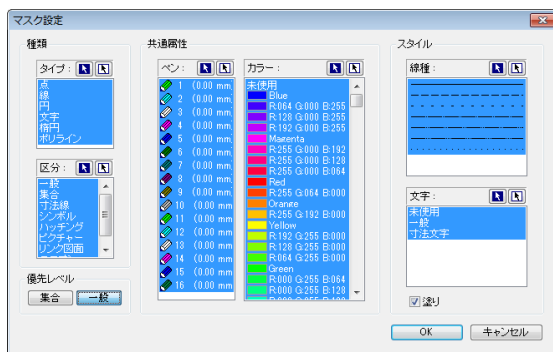 マスク設定
種類
タイプ：
点
線
円
文字
楕円
ポリライン
区分：
一般
集合
寸法線
シンボル
ハッチング
ピクチャー
リンク図面
優先レベル
集合
一般
共通属性
ペン：
1 (0.00 mm
2 (0.00 mm
3 (0.00 mm
4 (0.00 mm
5 (0.00 mm
6 (0.00 mm
7 (0.00 mm
8 (0.00 mm
9 (0.00 mm
10 (0.00 mm
11 (0.00 mm
12 (0.00 mm
13 (0.00 mm
14 (0.00 mm
15 (0.00 mm
16 (0.00 mm
カラー：
未使用
Blue
R:064 G:000 B:255
R:128 G:000 B:255
R:192 G:000 B:255
Magenta
R:255 G:000 B:192
R:255 G:000 B:128
R:255 G:000 B:064
Red
R:255 G:064 B:000
Orange
R:255 G:192 B:000
Yellow
R:192 G:255 B:000
R:128 G:255 B:000
R:064 G:255 B:000
Green
R:000 G:255 B:064
R:000 G:255 B:128
スタイル
線種：
文字：
未使用
一般
寸法文字
塗り
OK
キャンセル